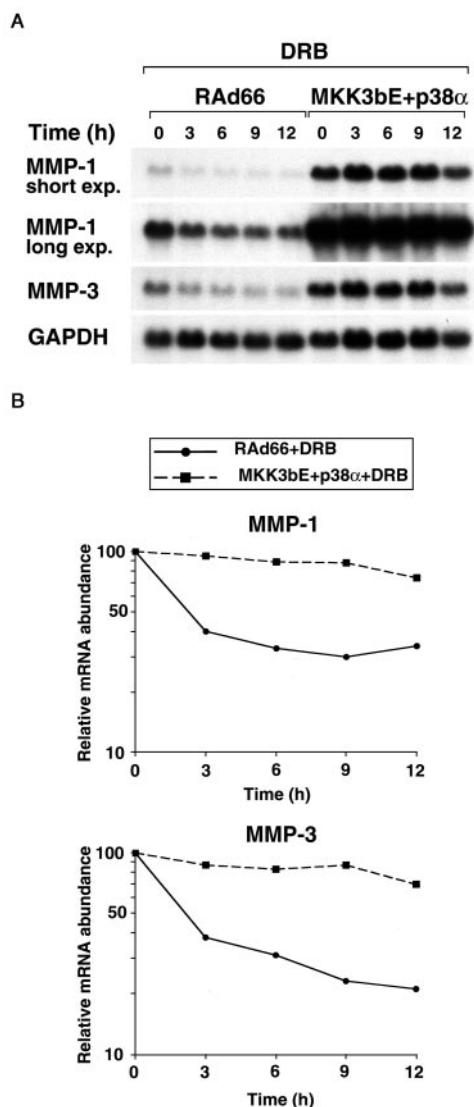 A
DRB
RAd66 MKK3bE+p38α
Time (h) 0 3 6 9 12 0 3 6 9 12
MMP-1
short exp.
MMP-1
long exp.
MMP-3
GAPDH
B
RAd66+DRB
MKK3bE+p38α+DRB
MMP-1
Relative mRNA abundance
100
50
10
0 3 6 9 12
Time (h)
MMP-3
Relative mRNA abundance
100
50
10
0 3 6 9 12
Time (h)